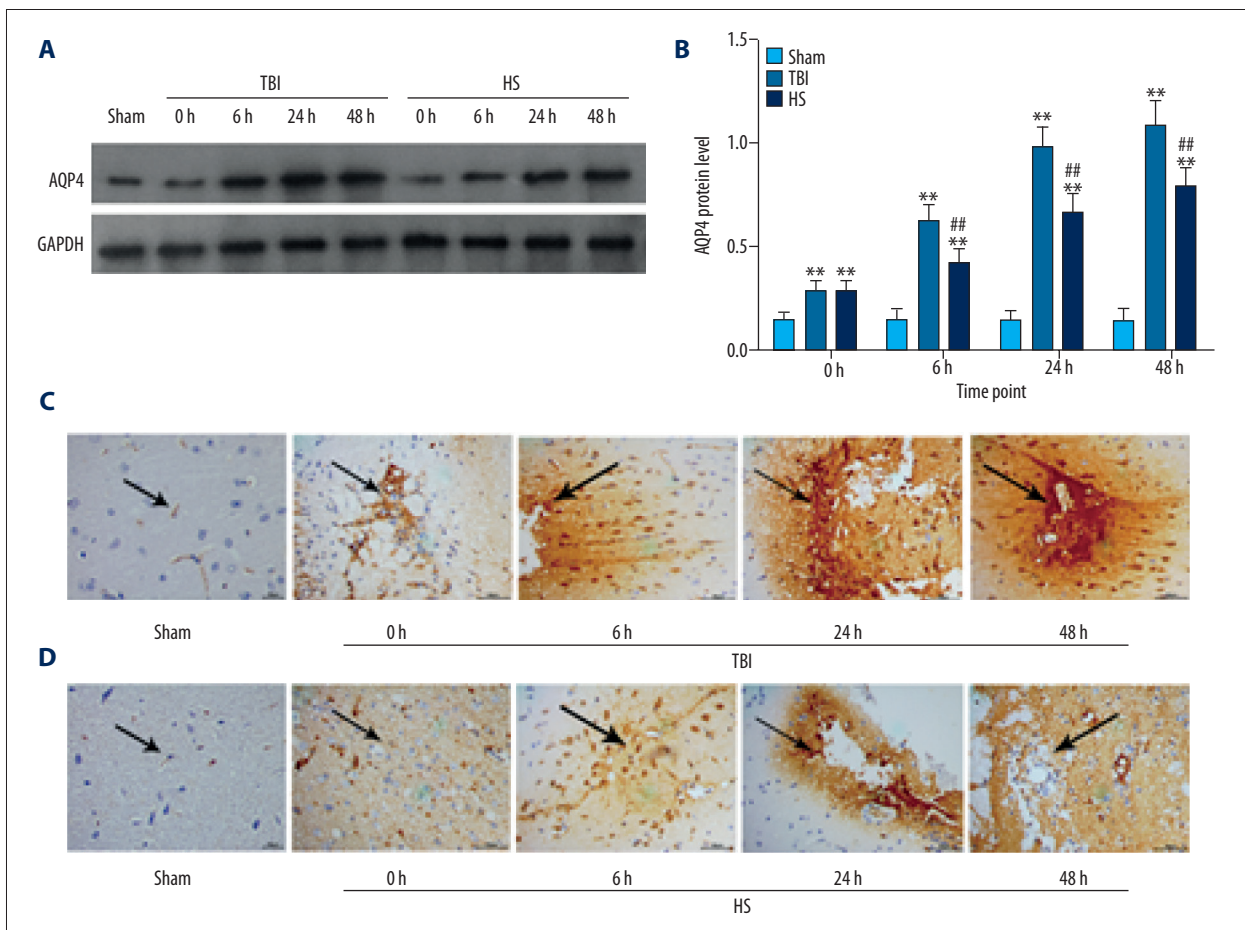 A
TBI
HS
Sham
0 h
6 h
24 h
48 h
0 h
6 h
24 h
48 h
AQP4
GAPDH
B
1.5
1.0
0.5
0.0
AQP4 protein level
Sham
TBI
HS
** **
** ## **
** ## **
** ## **
0 h
6 h
24 h
48 h
Time point
C
Sham
0 h
6 h
24 h
48 h
TBI
D
Sham
0 h
6 h
24 h
48 h
HS